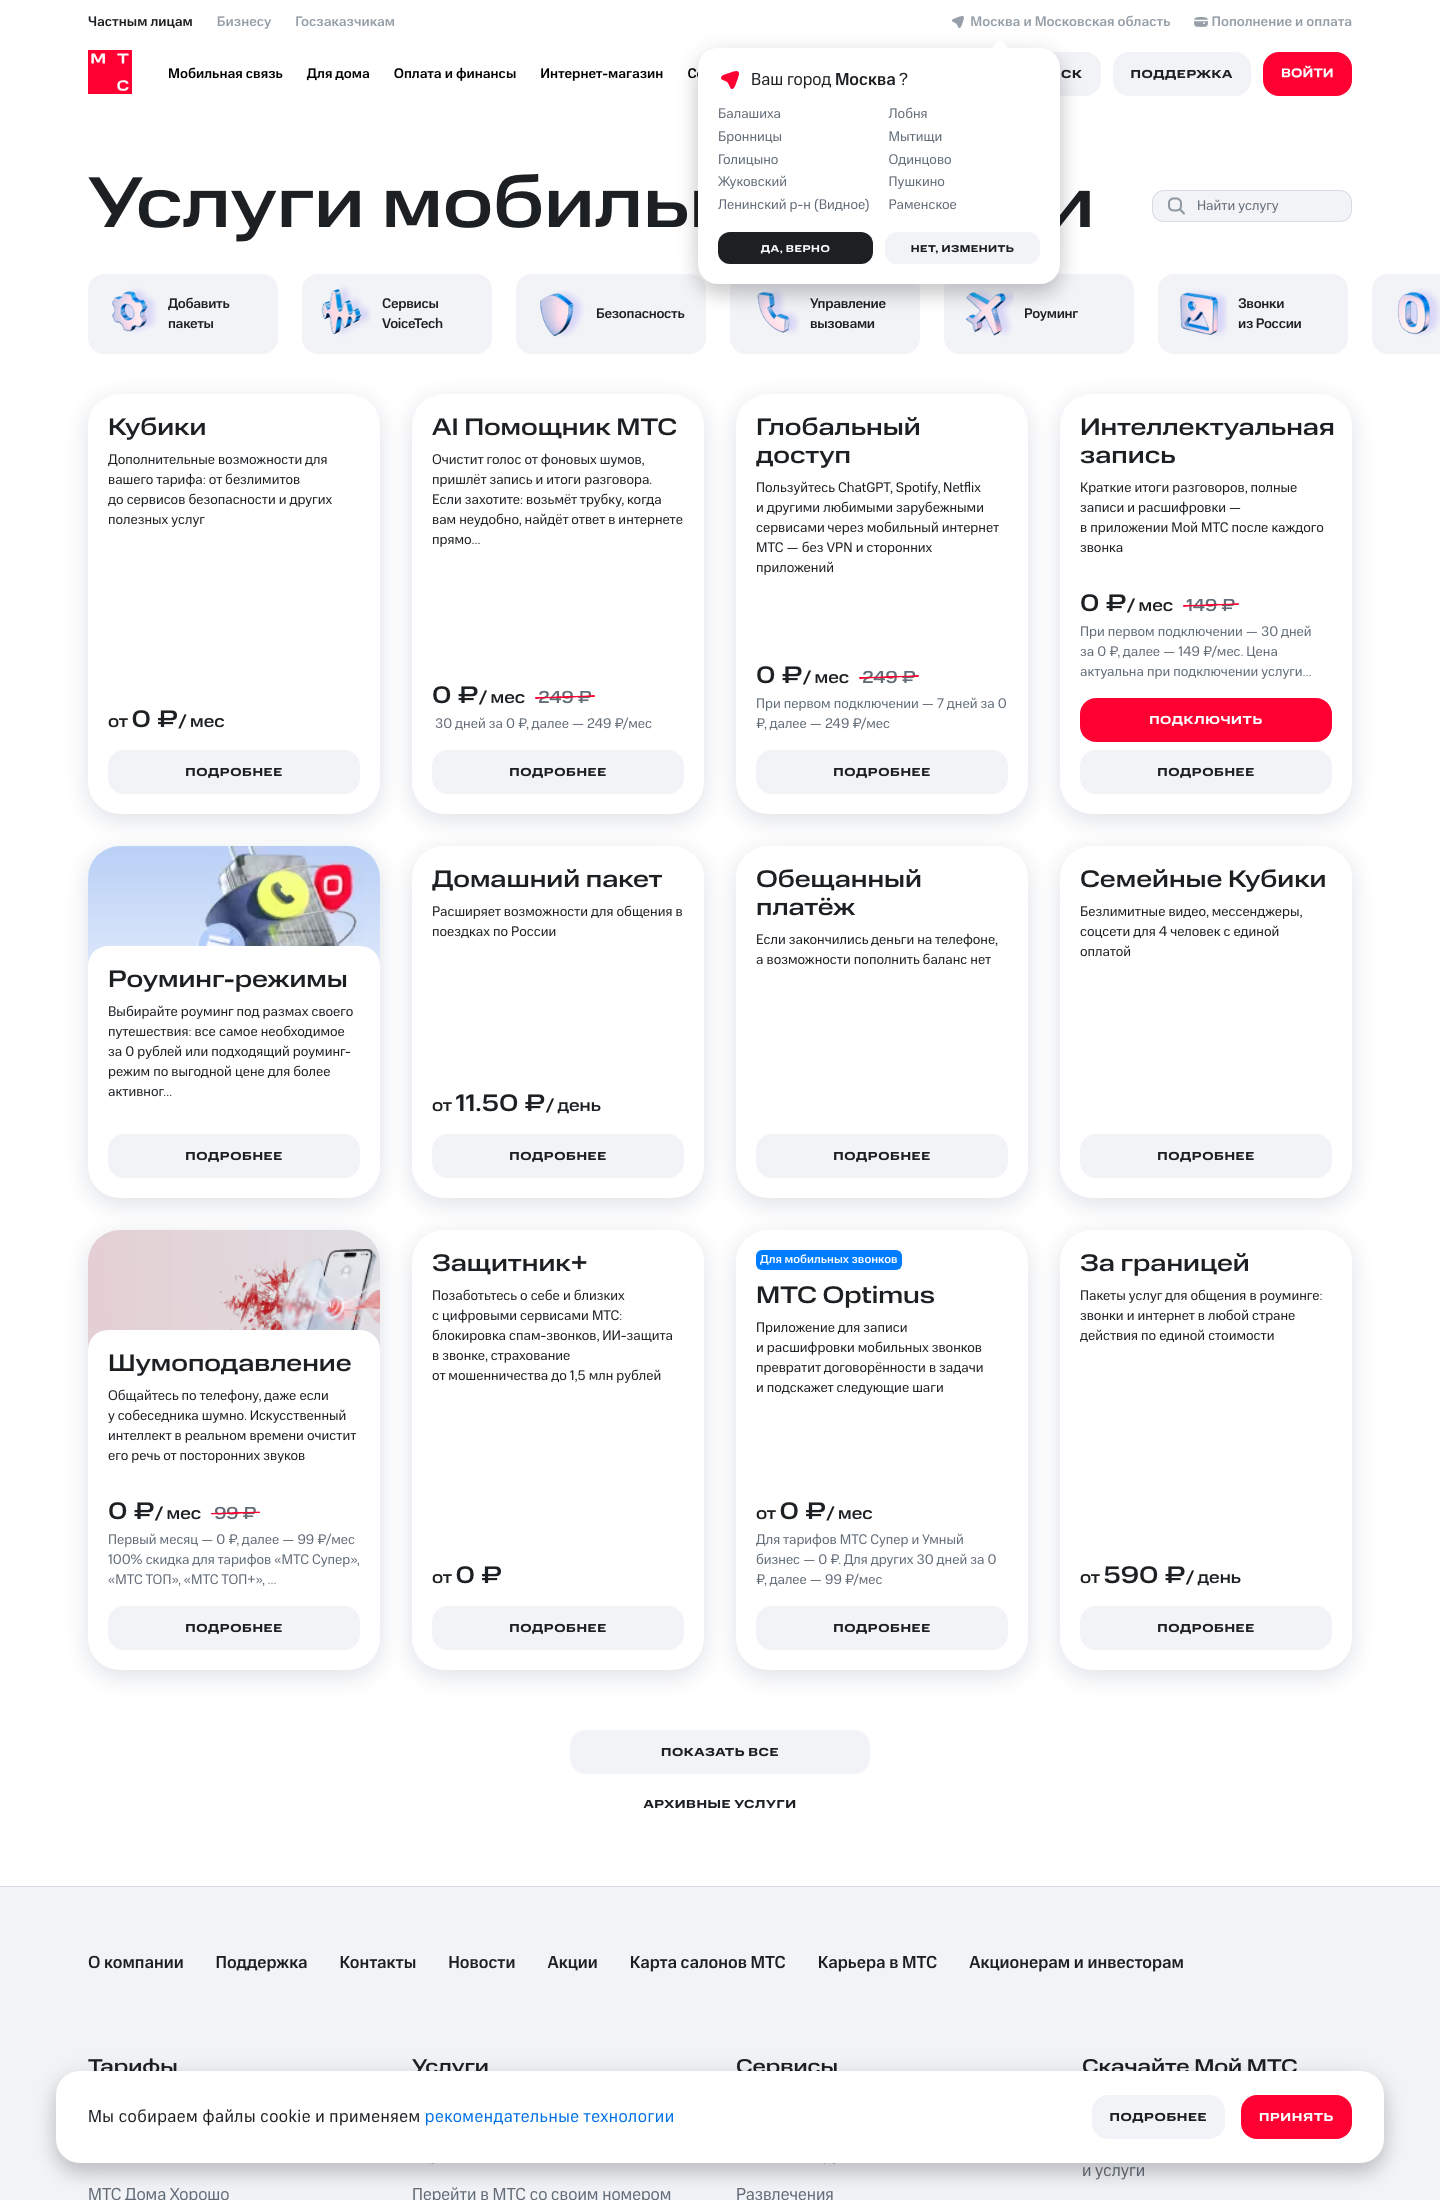 Частным лицам Бизнесу Госзаказчикам Москва и Московская область Пополнение и оплата
МТС Мобильная связь Для дома Оплата и финансы Интернет-магазин ПОДДЕРЖКА ВОЙТИ
Ваш город Москва ?
Балашиха Лобня
Бронницы Мытищи
Голицыно Одинцово
Жуковский Пушкино
Ленинский р-н (Видное) Раменское
ДА, ВЕРНО НЕТ, ИЗМЕНИТЬ
Услуги
Найти услугу
Добавить
пакеты
Сервисы
VoiceTech
Безопасность
Управление
вызовами
Роуминг
Звонки
из России
Кубики
Дополнительные возможности для
вашего тарифа: от безлимитов
до сервисов безопасности и других
полезных услуг
от 0 ₽/ мес
ПОДРОБНЕЕ
AI Помощник МТС
Очистит голос от фоновых шумов,
пришлёт запись и итоги разговора.
Если захотите: возьмёт трубку, когда
вам неудобно, найдёт ответ в интернете
прямо...
0 ₽/ мес 249 ₽
30 дней за 0 ₽, далее — 249 ₽/мес
ПОДРОБНЕЕ
Глобальный
доступ
Пользуйтесь ChatGPT, Spotify, Netflix
и другими любимыми зарубежными
сервисами через мобильный интернет
МТС — без VPN и сторонних
приложений
0 ₽/ мес 249 ₽
При первом подключении — 7 дней за 0
₽, далее — 249 ₽/мес
ПОДРОБНЕЕ
Интеллектуальная
запись
Краткие итоги разговоров, полные
записи и расшифровки —
в приложении Мой МТС после каждого
звонка
0 ₽/ мес 149 ₽
При первом подключении — 30 дней
за 0 ₽, далее — 149 ₽/мес. Цена
актуальна при подключении услуги...
ПОДКЛЮЧИТЬ
ПОДРОБНЕЕ
Роуминг-режимы
Выбирайте роуминг под размах своего
путешествия: все самое необходимое
за 0 рублей или подходящий роуминг-
режим по выгодной цене для более
активног...
ПОДРОБНЕЕ
Домашний пакет
Расширяет возможности для общения в
поездках по России
от 11.50 ₽/ день
ПОДРОБНЕЕ
Обещанный
платёж
Если закончились деньги на телефоне,
а возможности пополнить баланс нет
ПОДРОБНЕЕ
Семейные Кубики
Безлимитные видео, мессенджеры,
соцсети для 4 человек с единой
оплатой
ПОДРОБНЕЕ
Шумоподавление
Общайтесь по телефону, даже если
у собеседника шумно. Искусственный
интеллект в реальном времени очистит
его речь от посторонних звуков
0 ₽/ мес 99 ₽
Первый месяц — 0 ₽, далее — 99 ₽/мес
100% скидка для тарифов «МТС Супер»,
«МТС ТОП», «МТС ТОП+», ...
ПОДРОБНЕЕ
Защитник+
Позаботьтесь о себе и близких
с цифровыми сервисами МТС:
блокировка спам-звонков, ИИ-защита
в звонке, страхование
от мошенничества до 1,5 млн рублей
от 0 ₽
ПОДРОБНЕЕ
Для мобильных звонков
МТС Optimus
Приложение для записи
и расшифровки мобильных звонков
превратит договорённости в задачи
и подскажет следующие шаги
от 0 ₽/ мес
Для тарифов МТС Супер и Умный
бизнес — 0 ₽. Для других 30 дней за 0
₽, далее — 99 ₽/мес
ПОДРОБНЕЕ
За границей
Пакеты услуг для общения в роуминге:
звонки и интернет в любой стране
действия по единой стоимости
от 590 ₽/ день
ПОДРОБНЕЕ
ПОКАЗАТЬ ВСЕ
АРХИВНЫЕ УСЛУГИ
О компании Поддержка Контакты Новости Акции Карта салонов МТС Карьера в МТС Акционерам и инвесторам
Тарифы Услуги Сервисы Скачайте Мой МТС
Мы собираем файлы cookie и применяем рекомендательные технологии ПОДРОБНЕЕ ПРИНЯТЬ
и услуги
МТС Дома Хорошо Перейти в МТС со своим номером Развлечения